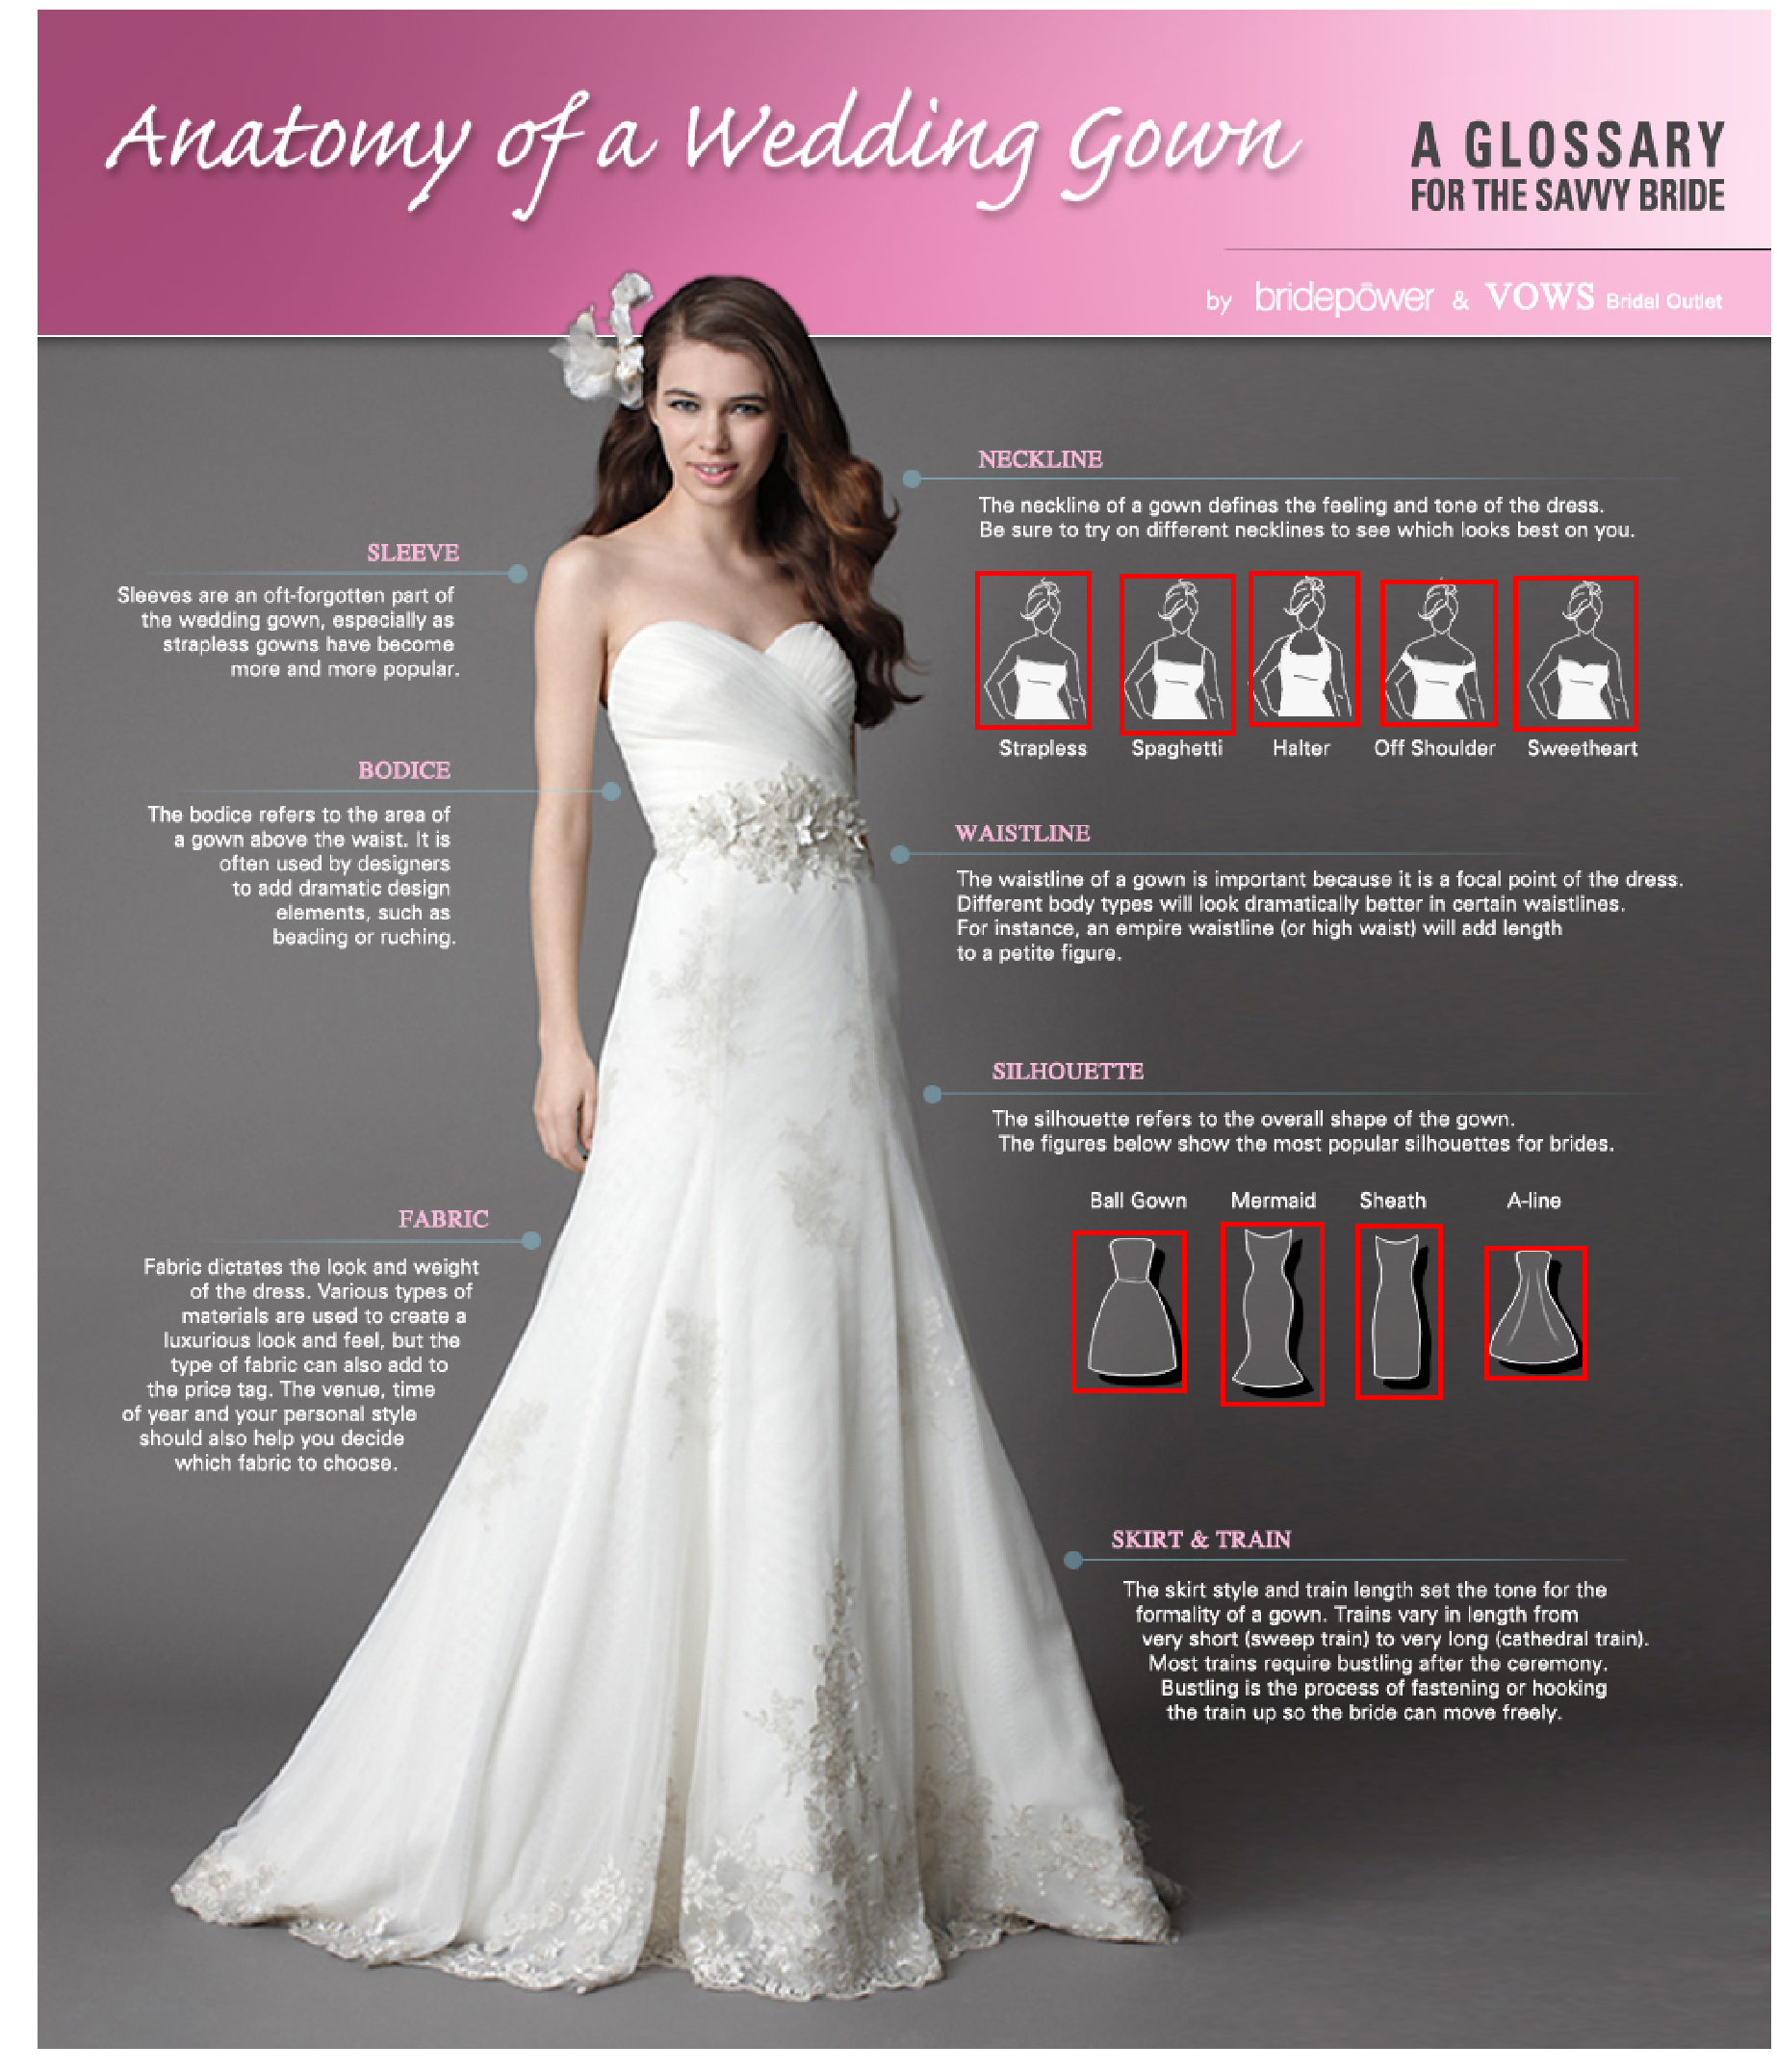 Anatomy of a Wedding Gown
A GLOSSARY
FOR THE SAVVY BRIDE
by bridepower & VOWS Bridal Outlet
NECKLINE
The neckline of a gown defines the feeling and tone of the dress.
Be sure to try on different necklines to see which looks best on you.
Strapless Spaghetti Halter Off Shoulder Sweetheart
SLEEVE
Sleeves are an oft-forgotten part of
the wedding gown, especially as
strapless gowns have become
more and more popular.
BODICE
The bodice refers to the area of
a gown above the waist. It is
often used by designers
to add dramatic design
elements, such as
beading or ruching.
WAISTLINE
The waistline of a gown is important because it is a focal point of the dress.
Different body types will look dramatically better in certain waistlines.
For instance, an empire waistline (or high waist) will add length
to a petite figure.
SILHOUETTE
The silhouette refers to the overall shape of the gown.
The figures below show the most popular silhouettes for brides.
Ball Gown Mermaid Sheath A-line
FABRIC
Fabric dictates the look and weight
of the dress. Various types of
materials are used to create a
luxurious look and feel, but the
type of fabric can also add to
the price tag. The venue, time
of year and your personal style
should also help you decide
which fabric to choose.
SKIRT & TRAIN
The skirt style and train length set the tone for the
formality of a gown. Trains vary in length from
very short (sweep train) to very long (cathedral train).
Most trains require bustling after the ceremony.
Bustling is the process of fastening or hooking
the train up so the bride can move freely.